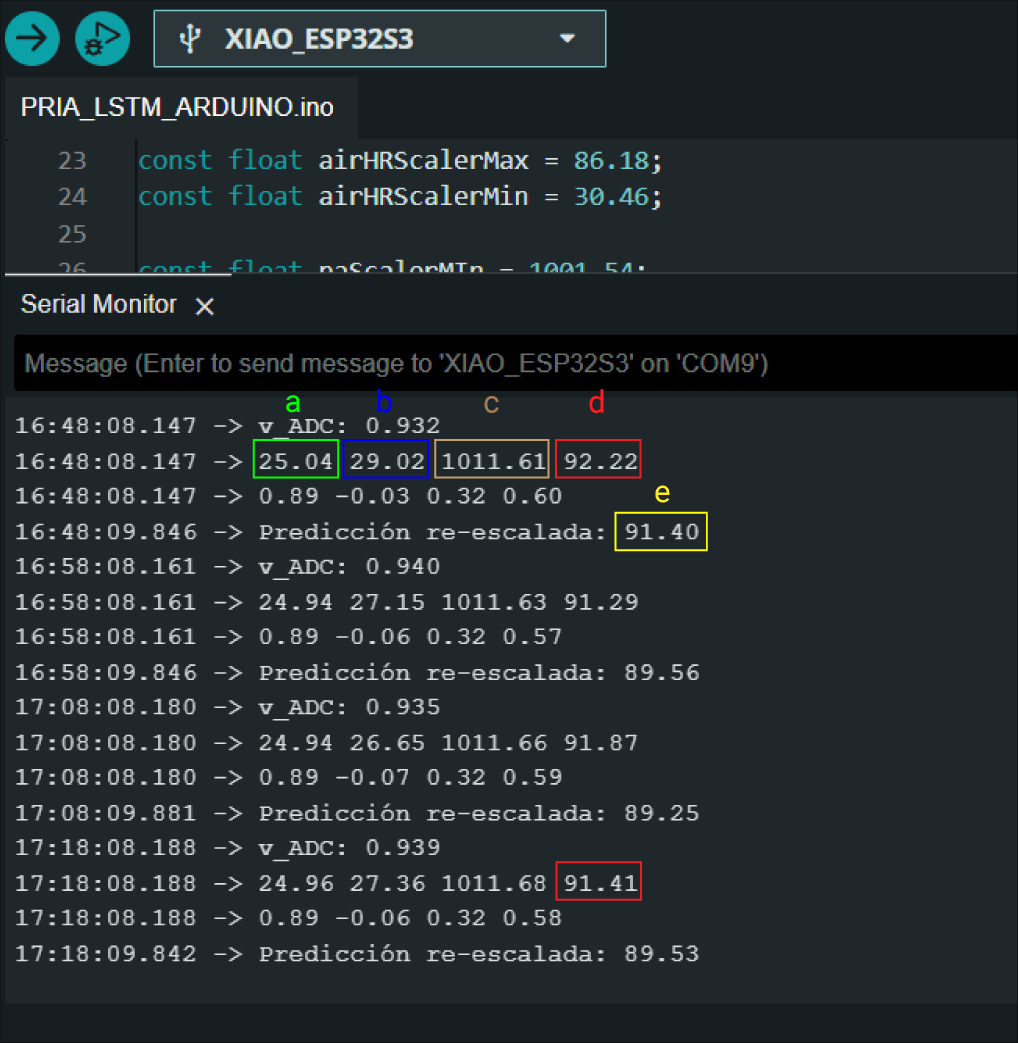 XIAO_ESP32S3
PRIA_LSTM_ARDUINO.ino
23 const float airHRScalerMax = 86.18;
24 const float airHRScalerMin = 30.46;
25
26 const float paScalerMIn = 1001.54;
Serial Monitor
Message (Enter to send message to 'XIAO_ESP32S3' on 'COM9')
a b c d
16:48:08.147 -> v_ADC: 0.932
16:48:08.147 -> 25.04 29.02 1011.61 92.22
16:48:08.147 -> 0.89 -0.03 0.32 0.60
e
16:48:09.846 -> Predicción re-escalada: 91.40
16:58:08.161 -> v_ADC: 0.940
16:58:08.161 -> 24.94 27.15 1011.63 91.29
16:58:08.161 -> 0.89 -0.06 0.32 0.57
16:58:09.846 -> Predicción re-escalada: 89.56
17:08:08.180 -> v_ADC: 0.935
17:08:08.180 -> 24.94 26.65 1011.66 91.87
17:08:08.180 -> 0.89 -0.07 0.32 0.59
17:08:09.881 -> Predicción re-escalada: 89.25
17:18:08.188 -> v_ADC: 0.939
17:18:08.188 -> 24.96 27.36 1011.68 91.41
17:18:08.188 -> 0.89 -0.06 0.32 0.58
17:18:09.842 -> Predicción re-escalada: 89.53